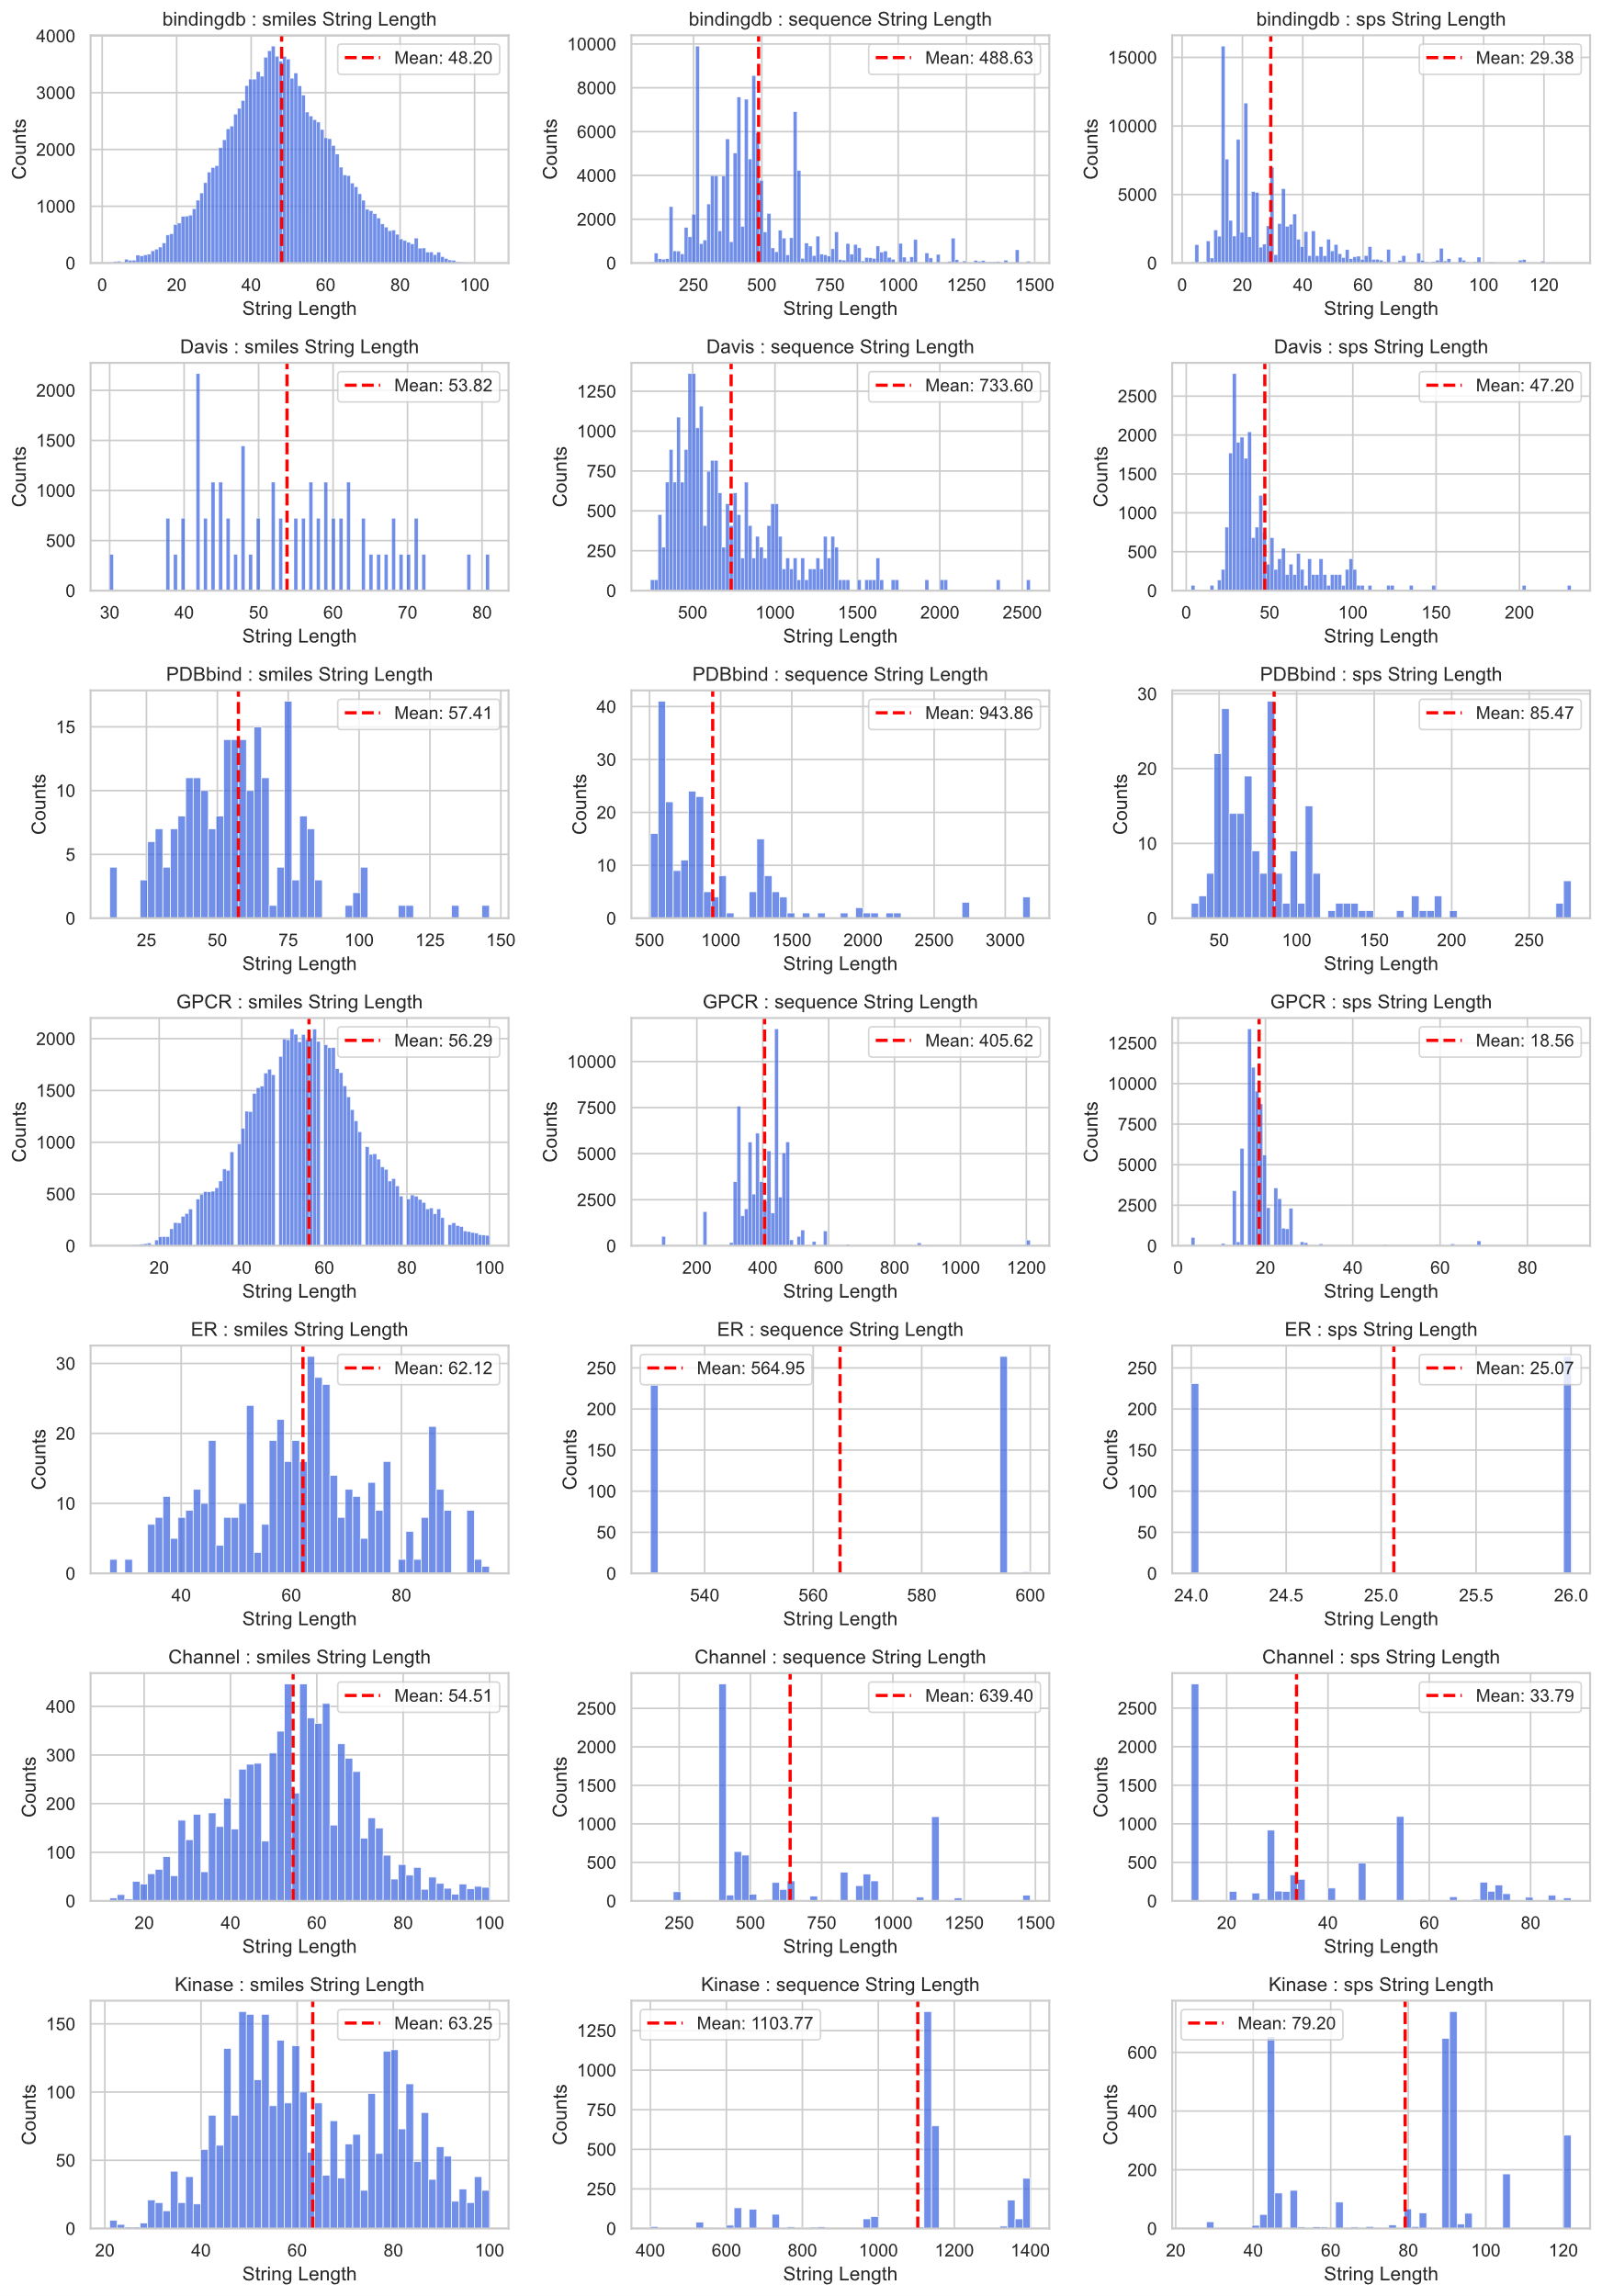 bindingdb : smiles String Length
4000
3000
2000
1000
0
Counts
Mean: 48.20
0 20 40 60 80 100
String Length
bindingdb : sequence String Length
10000
8000
6000
4000
2000
0
Counts
Mean: 488.63
250 500 750 1000 1250 1500
String Length
bindingdb : sps String Length
15000
10000
5000
0
Counts
Mean: 29.38
0 20 40 60 80 100 120
String Length
Davis : smiles String Length
2000
1500
1000
500
0
Counts
Mean: 53.82
30 40 50 60 70 80
String Length
Davis : sequence String Length
1250
1000
750
500
250
0
Counts
Mean: 733.60
500 1000 1500 2000 2500
String Length
Davis : sps String Length
2500
2000
1500
1000
500
0
Counts
Mean: 47.20
0 50 100 150 200
String Length
PDBbind : smiles String Length
15
10
5
0
Counts
Mean: 57.41
25 50 75 100 125 150
String Length
PDBbind : sequence String Length
40
30
20
10
0
Counts
Mean: 943.86
500 1000 1500 2000 2500 3000
String Length
PDBbind : sps String Length
30
20
10
0
Counts
Mean: 85.47
50 100 150 200 250
String Length
GPCR : smiles String Length
2000
1500
1000
500
0
Counts
Mean: 56.29
20 40 60 80 100
String Length
GPCR : sequence String Length
10000
7500
5000
2500
0
Counts
Mean: 405.62
200 400 600 800 1000 1200
String Length
GPCR : sps String Length
12500
10000
7500
5000
2500
0
Counts
Mean: 18.56
0 20 40 60 80
String Length
ER : smiles String Length
30
20
10
0
Counts
Mean: 62.12
40 60 80
String Length
ER : sequence String Length
250
200
150
100
50
0
Counts
Mean: 564.95
540 560 580 600
String Length
ER : sps String Length
250
200
150
100
50
0
Counts
Mean: 25.07
24.0 24.5 25.0 25.5 26.0
String Length
Channel : smiles String Length
400
300
200
100
0
Counts
Mean: 54.51
20 40 60 80 100
String Length
Channel : sequence String Length
2500
2000
1500
1000
500
0
Counts
Mean: 639.40
250 500 750 1000 1250 1500
String Length
Channel : sps String Length
2500
2000
1500
1000
500
0
Counts
Mean: 33.79
20 40 60 80
String Length
Kinase : smiles String Length
150
100
50
0
Counts
Mean: 63.25
20 40 60 80 100
String Length
Kinase : sequence String Length
1250
1000
750
500
250
0
Counts
Mean: 1103.77
400 600 800 1000 1200 1400
String Length
Kinase : sps String Length
600
400
200
0
Counts
Mean: 79.20
20 40 60 80 100 120
String Length